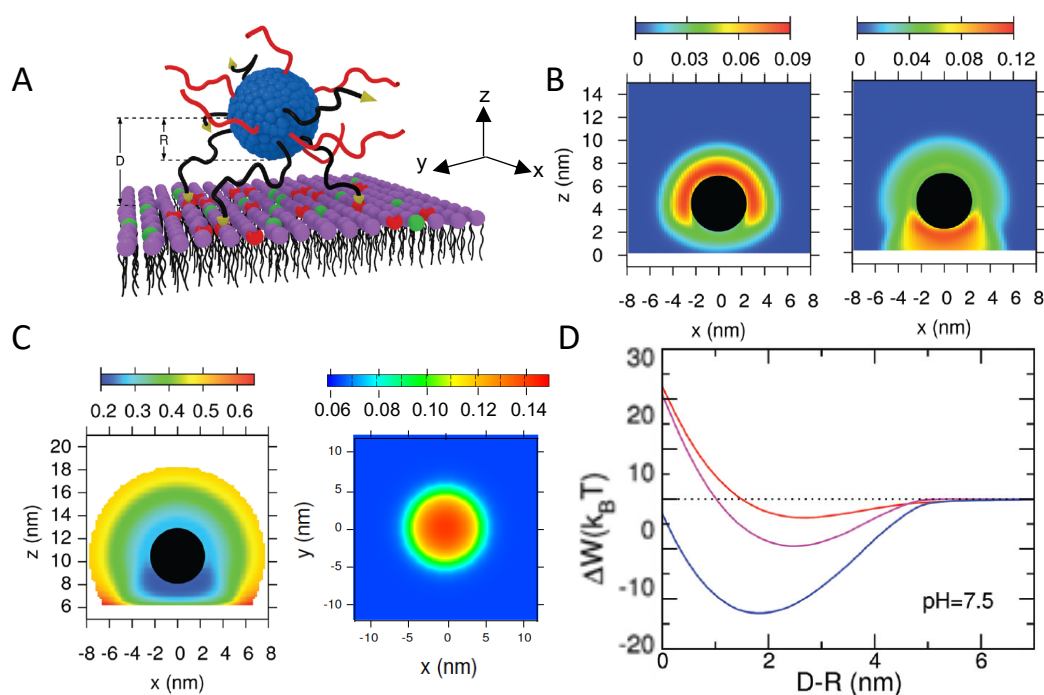 A
D
R
z
y
x
B
0 0.03 0.06 0.09
0 0.04 0.08 0.12
14
12
10
8
6
4
2
0
z (nm)
-8 -6 -4 -2 0 2 4 6 8
x (nm)
-8 -6 -4 -2 0 2 4 6 8
x (nm)
C
0.2 0.3 0.4 0.5 0.6
20
18
16
14
12
10
8
6
z (nm)
-8 -6 -4 -2 0 2 4 6 8
x (nm)
0.06 0.08 0.10 0.12 0.14
10
5
0
-5
-10
y (nm)
-10 -5 0 5 10
x (nm)
D
30
20
10
0
-10
-20
ΔW(kBT)
pH=7.5
0 2 4 6
D-R (nm)